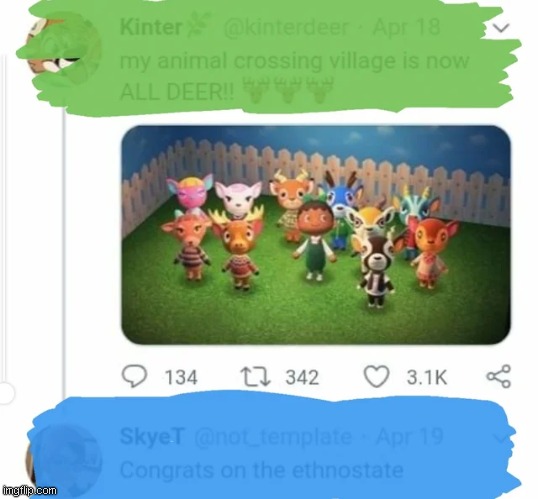 Kinter @kinterdeer · Apr 18
my animal crossing village is now
ALL DEER!!
134 342 3.1K
SkyeT @not_template · Apr 19
Congrats on the ethnostate
imgflip.com